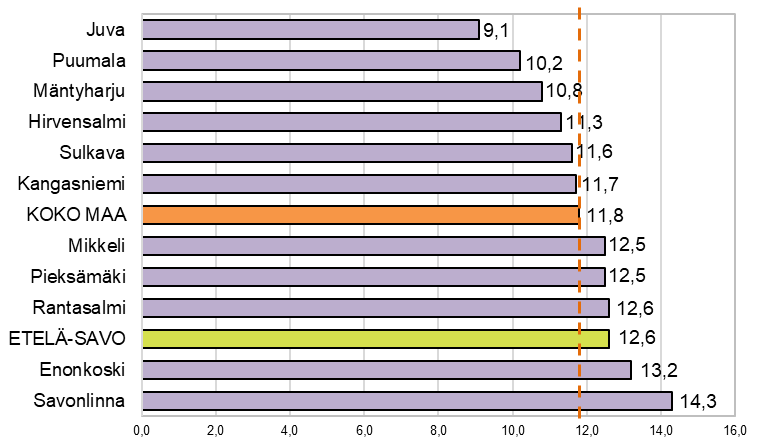 Juva 9,1
Puumala 10,2
Mäntyharju 10,8
Hirvensalmi 11,3
Sulkava 11,6
Kangasniemi 11,7
KOKO MAA 11,8
Mikkeli 12,5
Pieksämäki 12,5
Rantasalmi 12,6
ETELÄ-SAVO 12,6
Enonkoski 13,2
Savonlinna 14,3
0,0 2,0 4,0 6,0 8,0 10,0 12,0 14,0 16,0